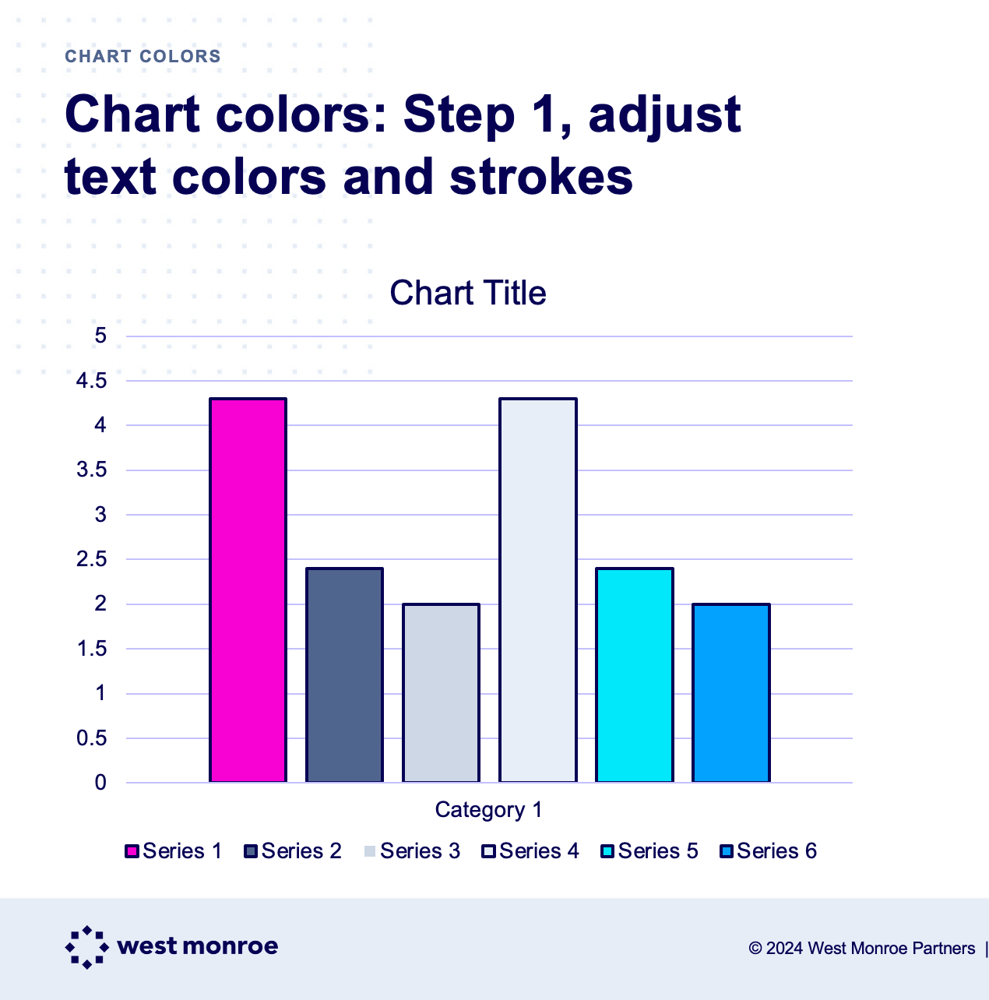 CHART COLORS
Chart colors: Step 1, adjust
text colors and strokes
Chart Title
5
4.5
4
3.5
3
2.5
2
1.5
1
0.5
0
Category 1
Series 1 Series 2 Series 3 Series 4 Series 5 Series 6
west monroe
© 2024 West Monroe Partners |